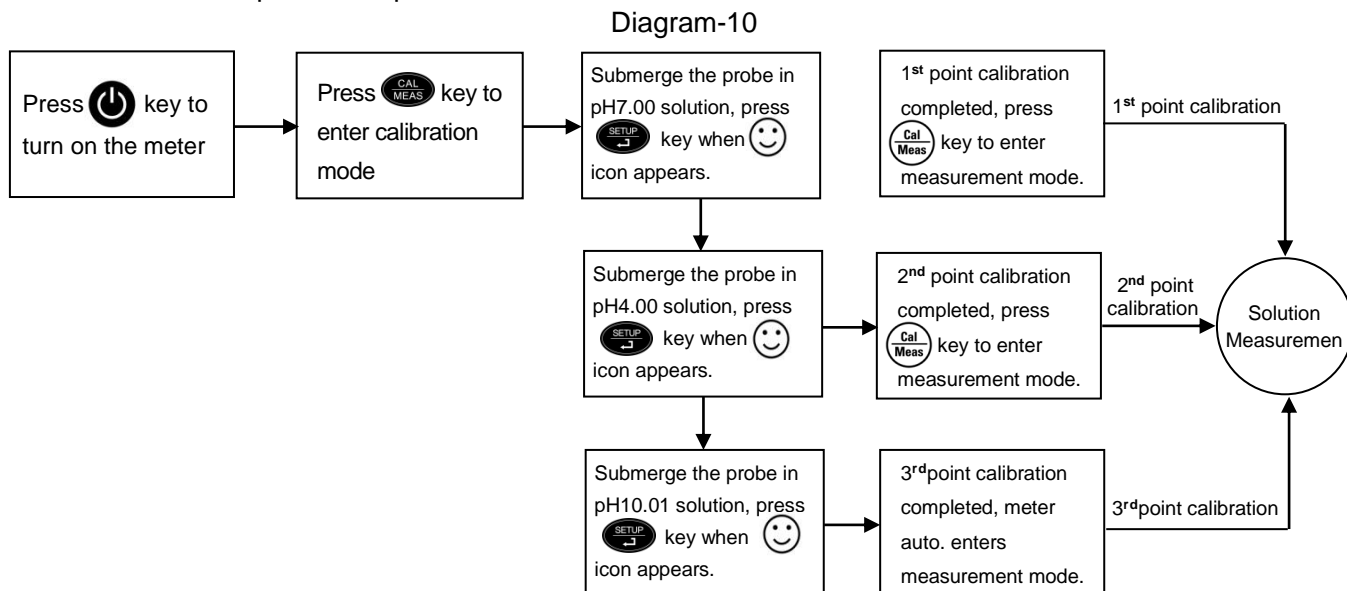 Diagram-10
Press key to
turn on the meter
Press CAL
MEAS key to
enter calibration
mode
Submerge the probe in
pH7.00 solution, press
SETUP key when
icon appears.
1st point calibration
completed, press
Cal
Meas key to enter
measurement mode.
1st point calibration
Submerge the probe in
pH4.00 solution, press
SETUP key when
icon appears.
2nd point calibration
completed, press
Cal
Meas key to enter
measurement mode.
2nd point
calibration
Solution
Measuremen
Submerge the probe in
pH10.01 solution, press
SETUP key when
icon appears.
3rdpoint calibration
completed, meter
auto. enters
measurement mode.
3rdpoint calibration